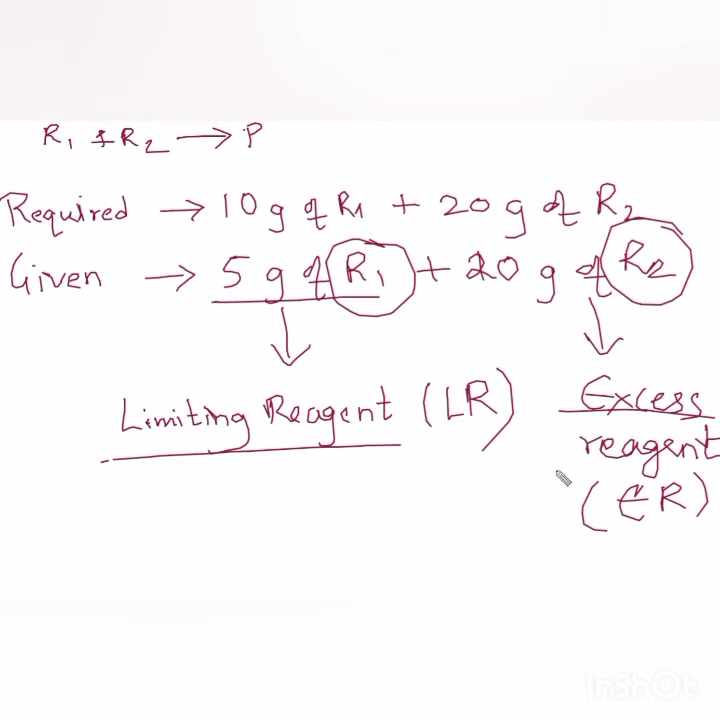 R₁ + R₂ → P
Required → 10 g of R₁ + 20 g of R₂
Given → 5 g of R₁ + 20 g of R₂
Limiting Reagent (LR)
Excess
reagent
(ER)
InShOt